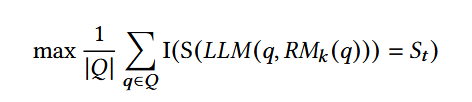 max 1/|Q| ∑_{q∈Q} I(S(LLM(q, RM_k(q))) = S_t)